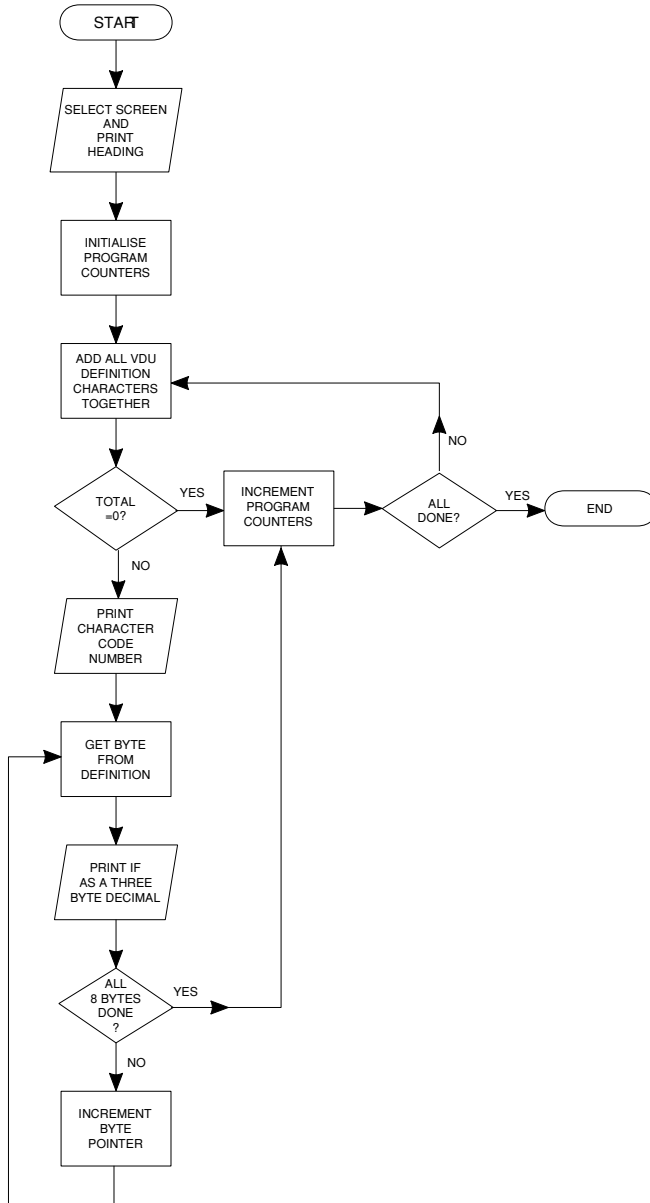 START
SELECT SCREEN
AND
PRINT
HEADING
INITIALISE
PROGRAM
COUNTERS
ADD ALL VDU
DEFINITION
CHARACTERS
TOGETHER
NO
TOTAL
=0?
YES
INCREMENT
PROGRAM
COUNTERS
ALL
DONE?
YES
END
NO
PRINT
CHARACTER
CODE
NUMBER
GET BYTE
FROM
DEFINITION
PRINT IF
AS A THREE
BYTE DECIMAL
ALL
8 BYTES
DONE
?
YES
NO
INCREMENT
BYTE
POINTER